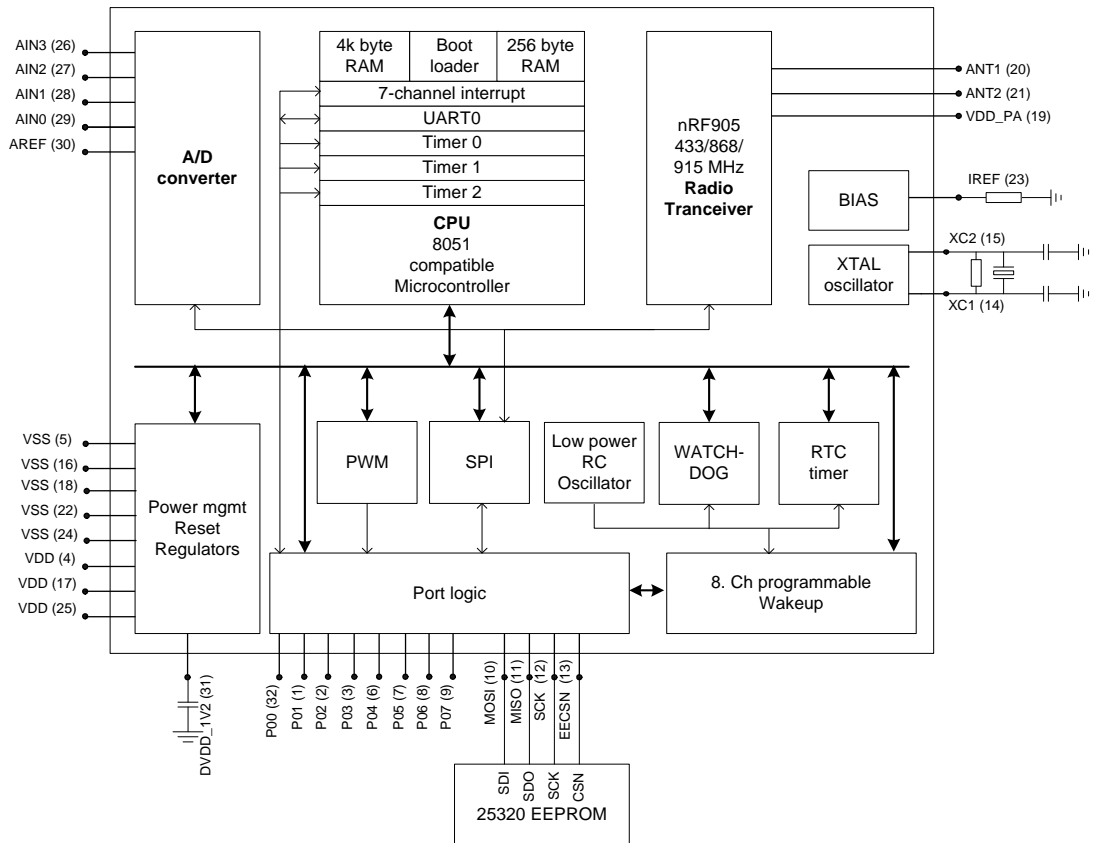 AIN3 (26)
AIN2 (27)
AIN1 (28)
AIN0 (29)
AREF (30)
A/D
converter
4k byte
RAM
Boot
loader
256 byte
RAM
7-channel interrupt
UART0
Timer 0
Timer 1
Timer 2
CPU
8051
compatible
Microcontroller
nRF905
433/868/
915 MHz
Radio
Tranceiver
ANT1 (20)
ANT2 (21)
VDD_PA (19)
BIAS
IREF (23)
XTAL
oscillator
XC2 (15)
XC1 (14)
VSS (5)
VSS (16)
VSS (18)
VSS (22)
VSS (24)
VDD (4)
VDD (17)
VDD (25)
Power mgmt
Reset
Regulators
PWM
SPI
Low power
RC
Oscillator
WATCH-
DOG
RTC
timer
Port logic
8. Ch programmable
Wakeup
DVDD_1V2 (31)
P00 (32)
P01 (1)
P02 (2)
P03 (3)
P04 (6)
P05 (7)
P06 (8)
P07 (9)
MOSI (10)
MISO (11)
SCK (12)
EECSN (13)
SDI
SDO
SCK
CSN
25320 EEPROM